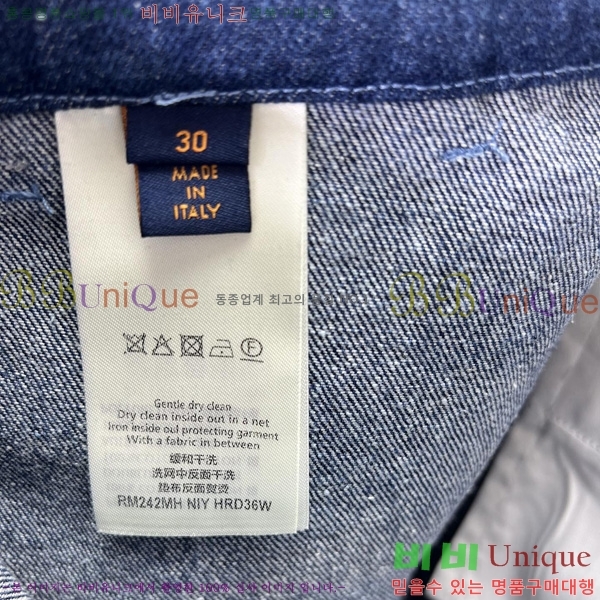 비비유니크
30
MADE
IN
ITALY
BBUniQue 동종업계 최고의 BB UniQue
Gentle dry clean
Dry clean inside out in a net
Iron inside out protecting garment
With a fabric in between
缓和干洗
洗网中反面干洗
垫布反面熨烫
RM242MH NIY HRD36W
비비 Unique
믿을수 있는 명품구매대행